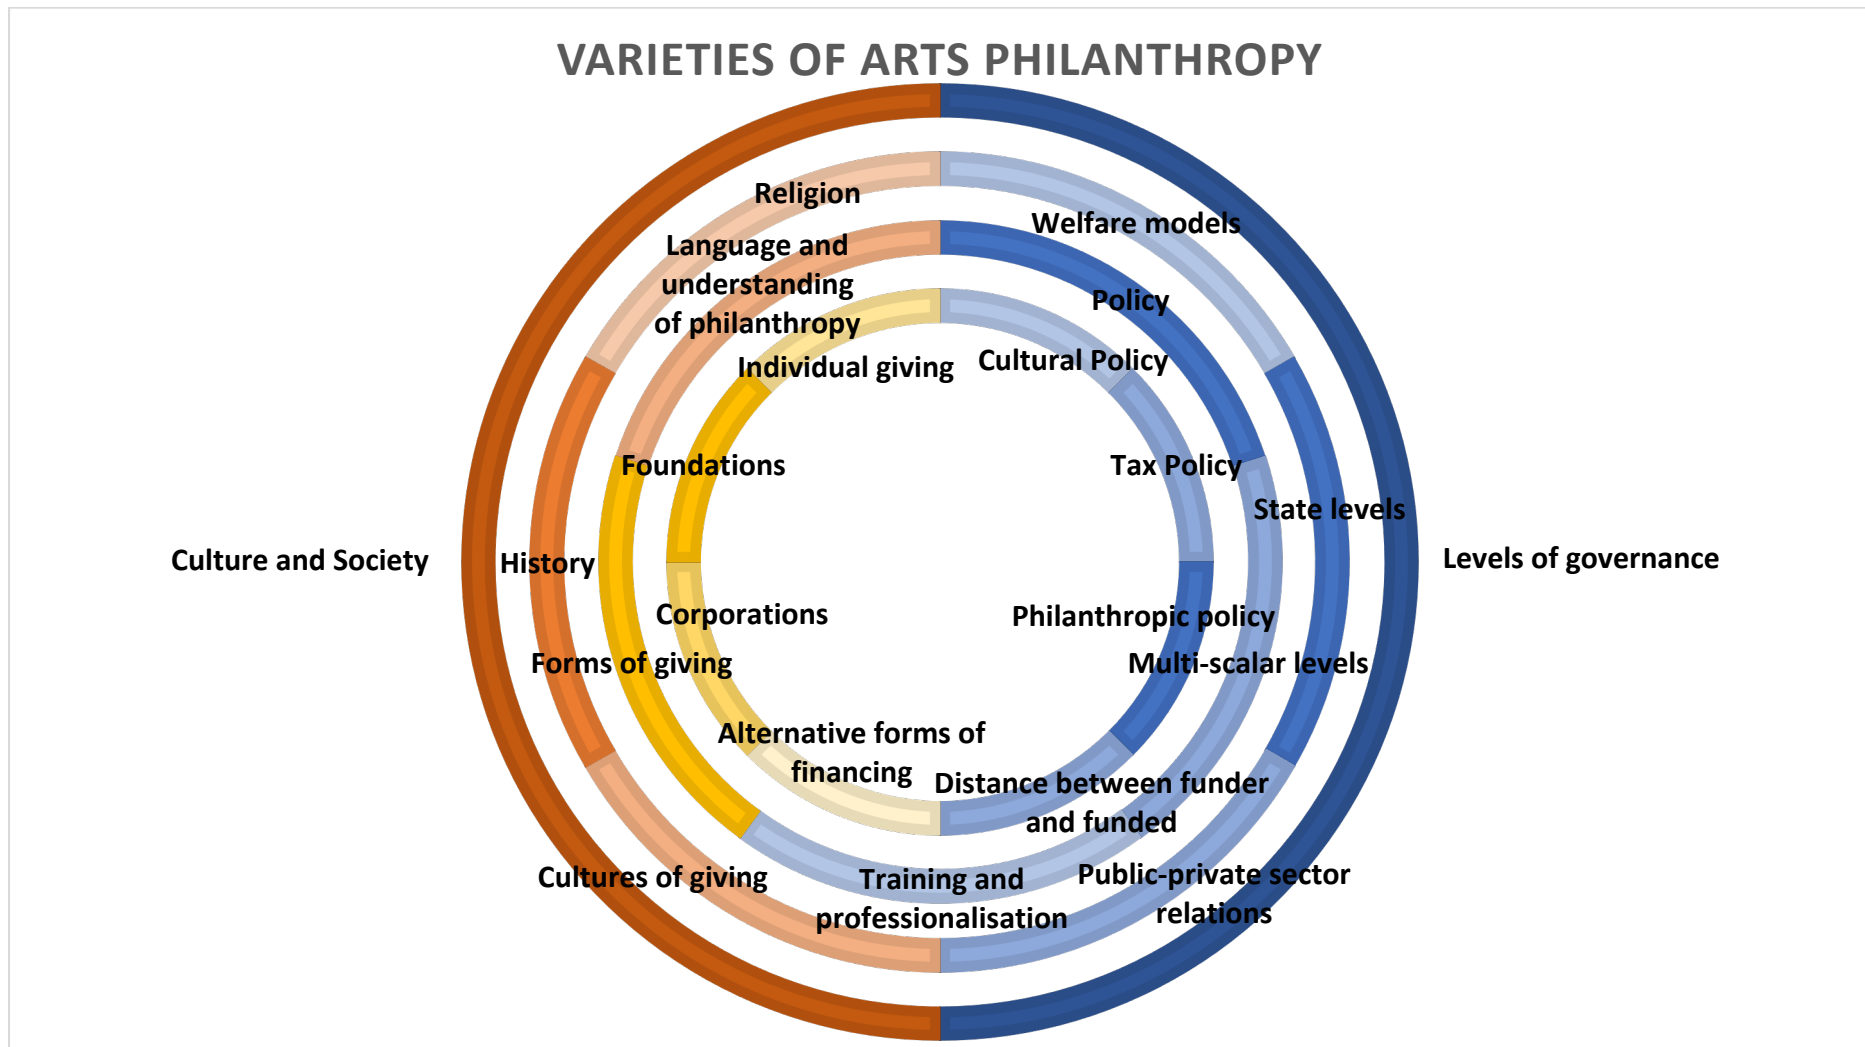 VARIETIES OF ARTS PHILANTHROPY
Religion
Welfare models
Language and
understanding
of philanthropy
Policy
Individual giving
Cultural Policy
Foundations
Tax Policy
State levels
Culture and Society
History
Levels of governance
Corporations
Philanthropic policy
Forms of giving
Multi-scalar levels
Alternative forms of
financing
Distance between funder
and funded
Cultures of giving
Training and
professionalisation
Public-private sector
relations